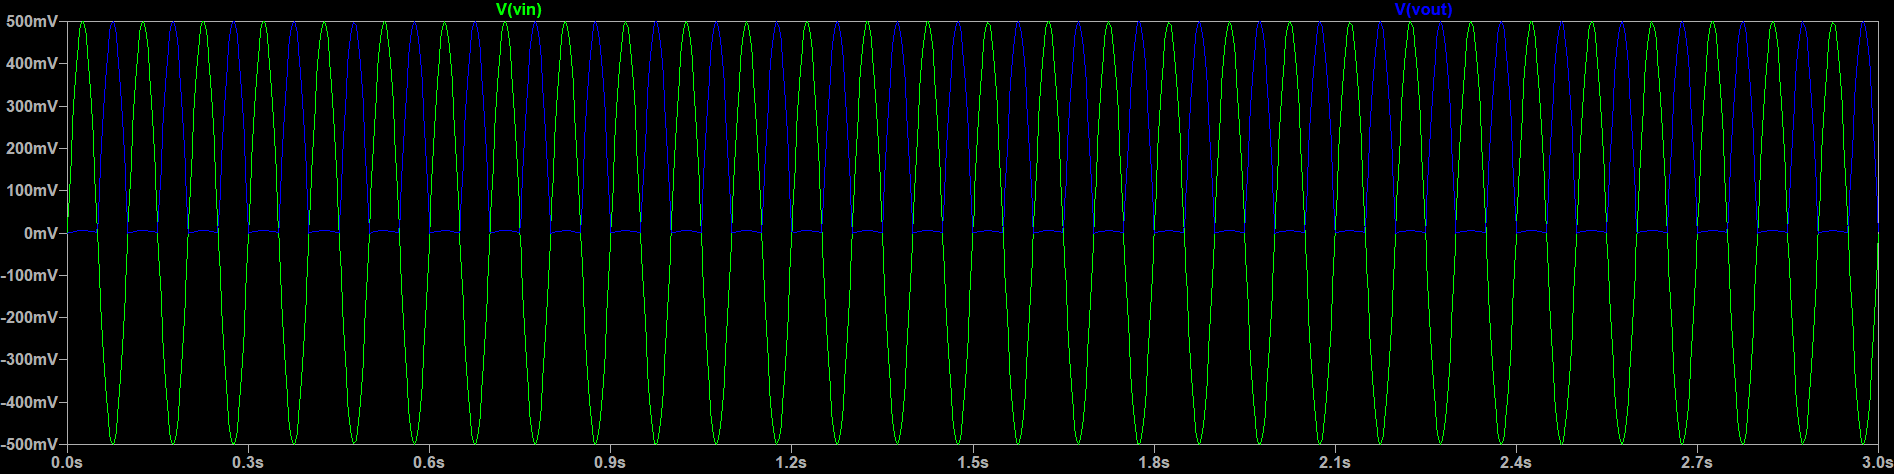 V(vin) V(vout)
500mV
400mV
300mV
200mV
100mV
0mV
-100mV
-200mV
-300mV
-400mV
-500mV
0.0s 0.3s 0.6s 0.9s 1.2s 1.5s 1.8s 2.1s 2.4s 2.7s 3.0s